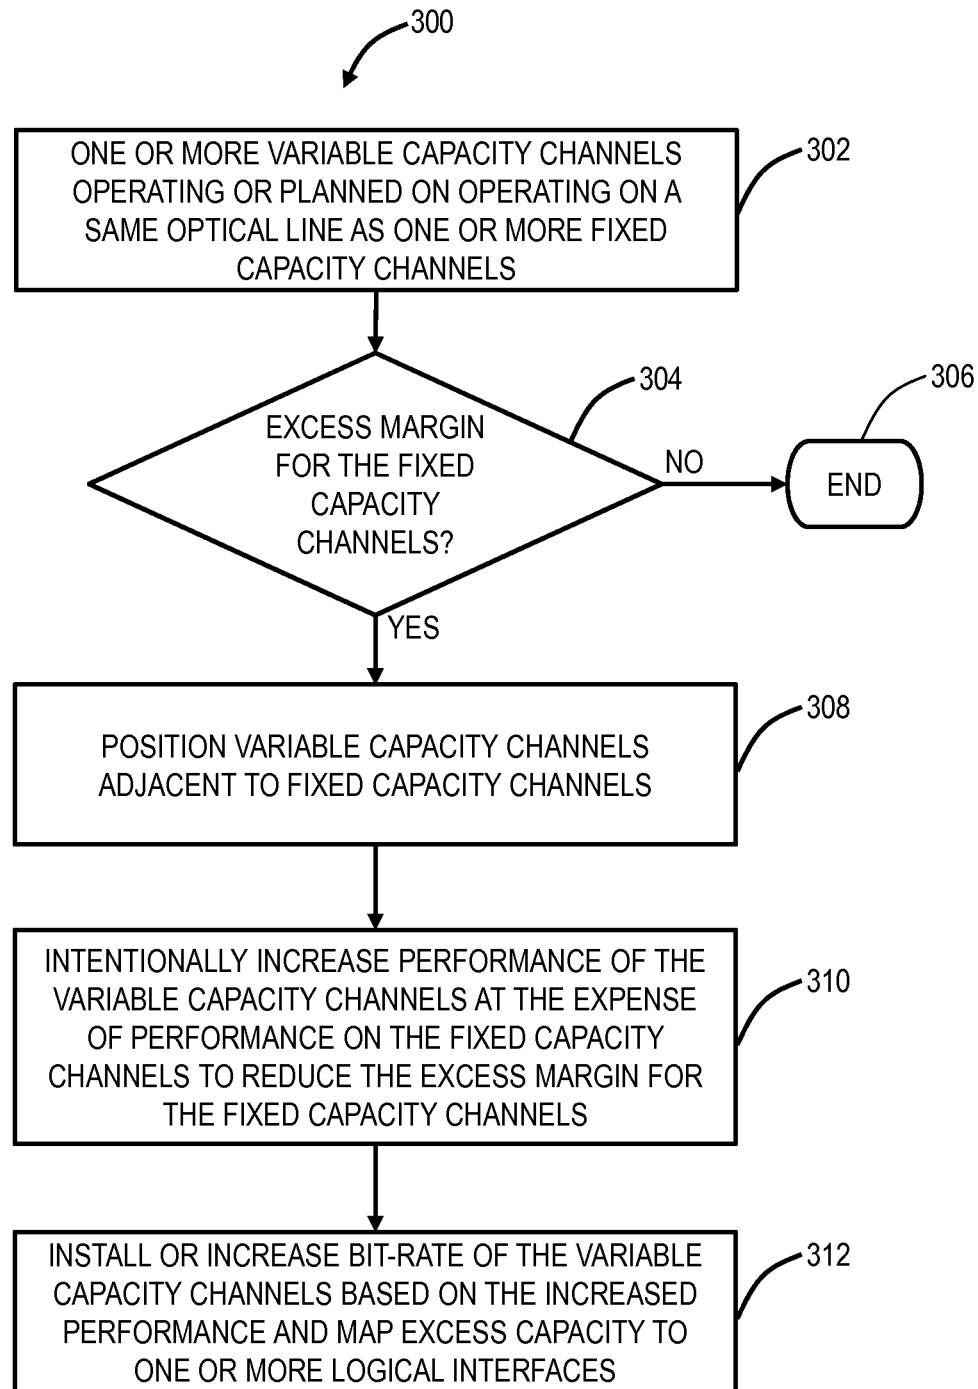 300
ONE OR MORE VARIABLE CAPACITY CHANNELS
OPERATING OR PLANNED ON OPERATING ON A
SAME OPTICAL LINE AS ONE OR MORE FIXED
CAPACITY CHANNELS
302
EXCESS MARGIN
FOR THE FIXED
CAPACITY
CHANNELS?
304
NO
306
END
YES
POSITION VARIABLE CAPACITY CHANNELS
ADJACENT TO FIXED CAPACITY CHANNELS
308
INTENTIONALLY INCREASE PERFORMANCE OF THE
VARIABLE CAPACITY CHANNELS AT THE EXPENSE
OF PERFORMANCE ON THE FIXED CAPACITY
CHANNELS TO REDUCE THE EXCESS MARGIN FOR
THE FIXED CAPACITY CHANNELS
310
INSTALL OR INCREASE BIT-RATE OF THE VARIABLE
CAPACITY CHANNELS BASED ON THE INCREASED
PERFORMANCE AND MAP EXCESS CAPACITY TO
ONE OR MORE LOGICAL INTERFACES
312